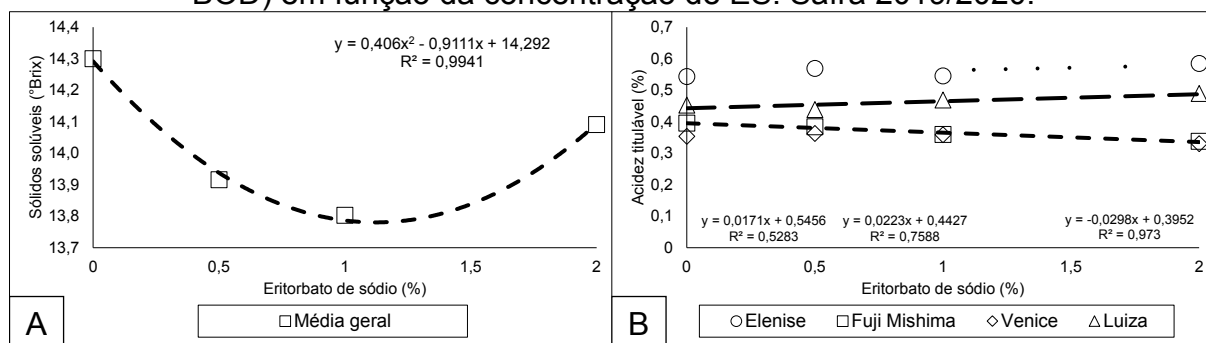 BOD) em função da concentração de ES. Safra 2019/2020.
14,4
14,3
14,2
14,1
14,0
13,9
13,8
13,7
Sólidos solúveis (°Brix)
y = 0,406x² - 0,9111x + 14,292
R² = 0,9941
0 0,5 1 1,5 2
Eritorbato de sódio (%)
Média geral
A
0,7
0,6
0,5
0,4
0,3
0,2
0,1
0
Acidez titulável (%)
y = 0,0171x + 0,5456 y = 0,0223x + 0,4427 y = -0,0298x + 0,3952
R² = 0,5283 R² = 0,7588 R² = 0,973
0 0,5 1 1,5 2
Eritorbato de sódio (%)
Elenise Fuji Mishima Venice Luiza
B